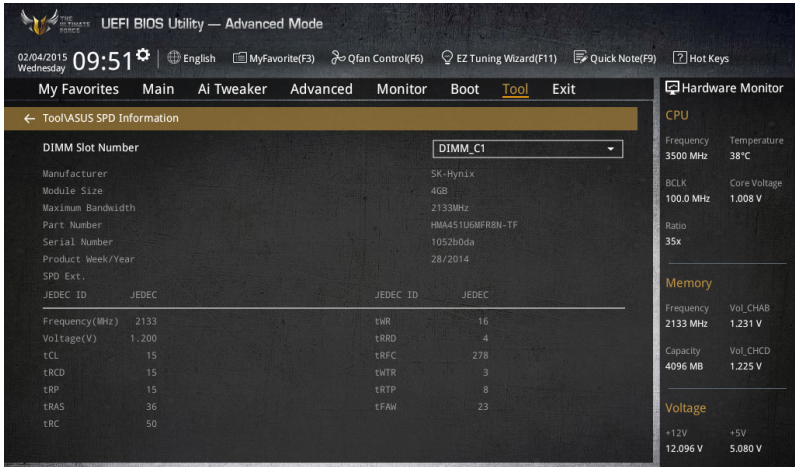 THE ULTIMATE FORCE UEFI BIOS Utility — Advanced Mode
02/04/2015 Wednesday 09:51 English MyFavorite(F3) Qfan Control(F6) EZ Tuning Wizard(F11) Quick Note(F9) ? Hot Keys
My Favorites Main Ai Tweaker Advanced Monitor Boot Tool Exit
← Tool\ASUS SPD Information
DIMM Slot Number DIMM_C1
Manufacturer SK-Hynix
Module Size 4GB
Maximum Bandwidth 2133MHz
Part Number HMA451U6MFR8N-TF
Serial Number 1052b0da
Product Week/Year 28/2014
SPD Ext.
JEDEC ID JEDEC JEDEC ID JEDEC
Frequency(MHz) 2133 tWR 16
Voltage(V) 1.200 tRRD 4
tCL 15 tRFC 278
tRCD 15 tWTR 3
tRP 15 tRTP 8
tRAS 36 tFAW 23
tRC 50
Hardware Monitor
CPU
Frequency Temperature
3500 MHz 38°C
BCLK Core Voltage
100.0 MHz 1.008 V
Ratio
35x
Memory
Frequency Vol_CHAB
2133 MHz 1.231 V
Capacity Vol_CHCD
4096 MB 1.225 V
Voltage
+12V +5V
12.096 V 5.080 V